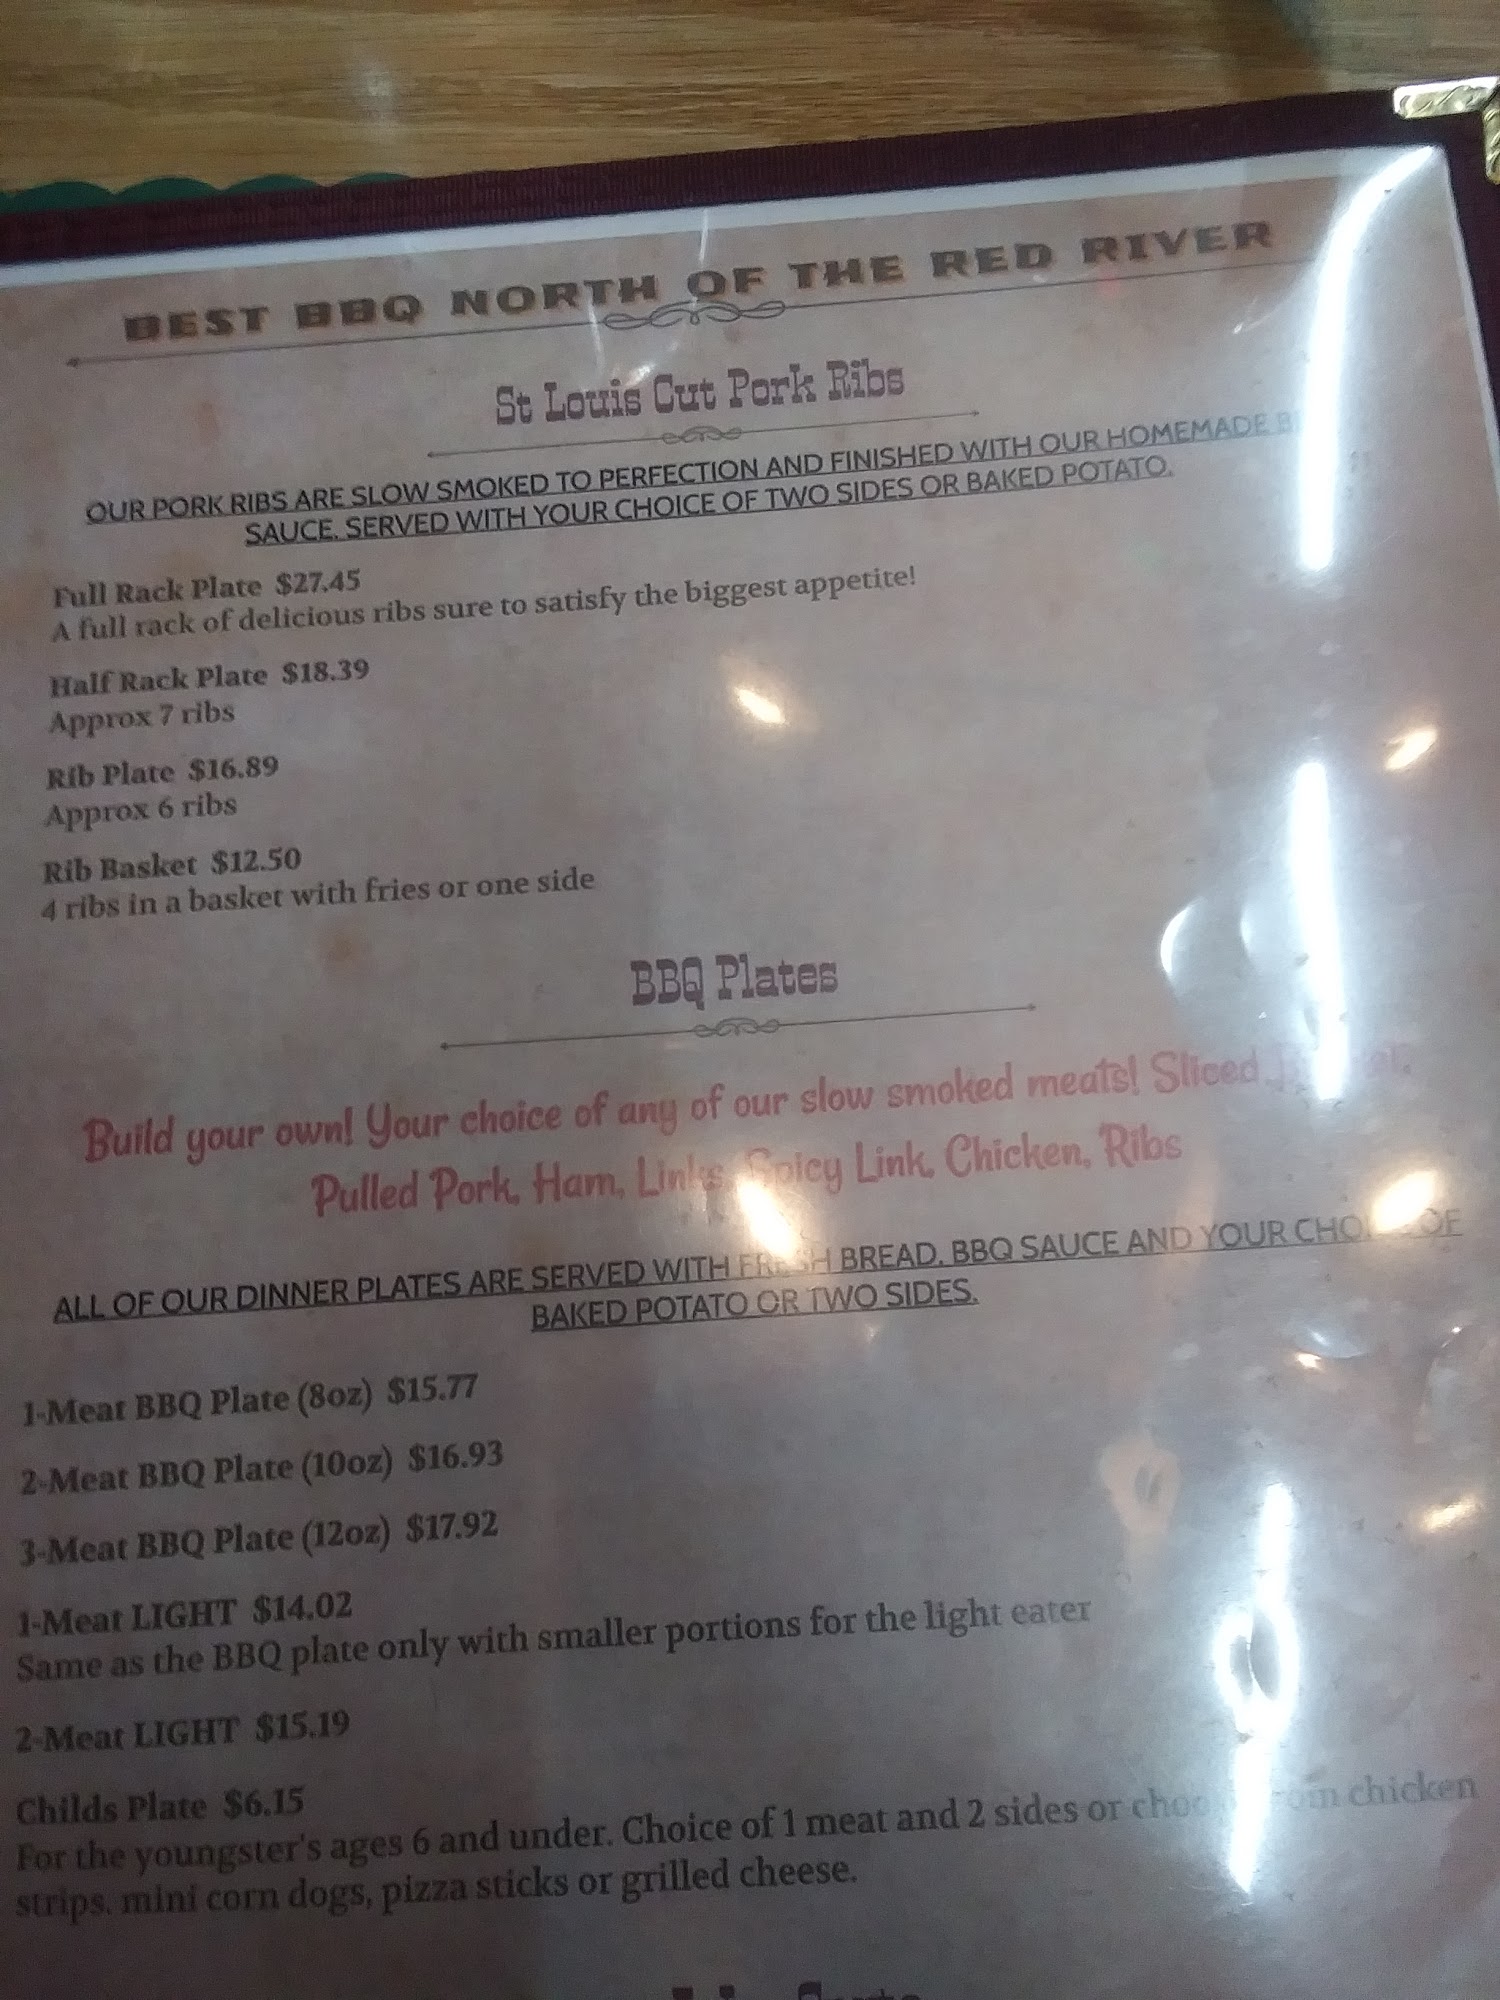 BEST BBQ NORTH OF THE RED RIVER
St Louis Cut Pork Ribs
OUR PORK RIBS ARE SLOW SMOKED TO PERFECTION AND FINISHED WITH OUR HOMEMADE
SAUCE. SERVED WITH YOUR CHOICE OF TWO SIDES OR BAKED POTATO.
Full Rack Plate $27.45
A full rack of delicious ribs sure to satisfy the biggest appetite!
Half Rack Plate $18.39
Approx 7 ribs
Rib Plate $16.89
Approx 6 ribs
Rib Basket $12.50
4 ribs in a basket with fries or one side
BBQ Plates
Build your own! Your choice of any of our slow smoked meats! Sliced
Pulled Pork, Ham, Links, Spicy Link, Chicken, Ribs
ALL OF OUR DINNER PLATES ARE SERVED WITH FRESH BREAD, BBQ SAUCE AND YOUR CHOICE OF
BAKED POTATO OR TWO SIDES.
1-Meat BBQ Plate (8oz) $15.77
2-Meat BBQ Plate (10oz) $16.93
3-Meat BBQ Plate (12oz) $17.92
1-Meat LIGHT $14.02
Same as the BBQ plate only with smaller portions for the light eater
2-Meat LIGHT $15.19
Childs Plate $6.15
For the youngster's ages 6 and under. Choice of 1 meat and 2 sides or choose from chicken
strips, mini corn dogs, pizza sticks or grilled cheese.